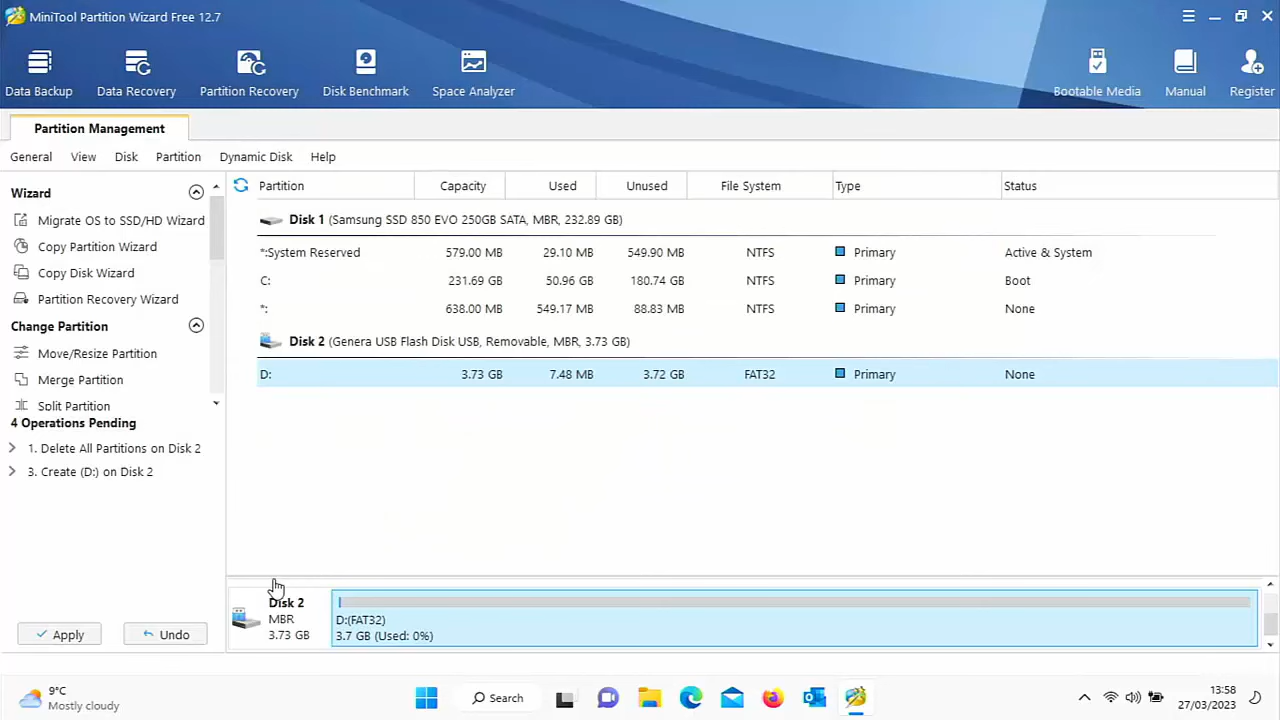 MiniTool Partition Wizard Free 12.7
Data Backup Data Recovery Partition Recovery Disk Benchmark Space Analyzer Bootable Media Manual Register
Partition Management
General View Disk Partition Dynamic Disk Help
Wizard
Migrate OS to SSD/HD Wizard
Copy Partition Wizard
Copy Disk Wizard
Partition Recovery Wizard
Change Partition
Move/Resize Partition
Merge Partition
Split Partition
4 Operations Pending
1. Delete All Partitions on Disk 2
3. Create (D:) on Disk 2
Apply Undo
Partition Capacity Used Unused File System Type Status
Disk 1 (Samsung SSD 850 EVO 250GB SATA, MBR, 232.89 GB)
*:System Reserved 579.00 MB 29.10 MB 549.90 MB NTFS Primary Active & System
C: 231.69 GB 50.96 GB 180.74 GB NTFS Primary Boot
*: 638.00 MB 549.17 MB 88.83 MB NTFS Primary None
Disk 2 (Genera USB Flash Disk USB, Removable, MBR, 3.73 GB)
D: 3.73 GB 7.48 MB 3.72 GB FAT32 Primary None
Disk 2
MBR
3.73 GB
D:(FAT32)
3.7 GB (Used: 0%)
9°C
Mostly cloudy
Search
13:58
27/03/2023